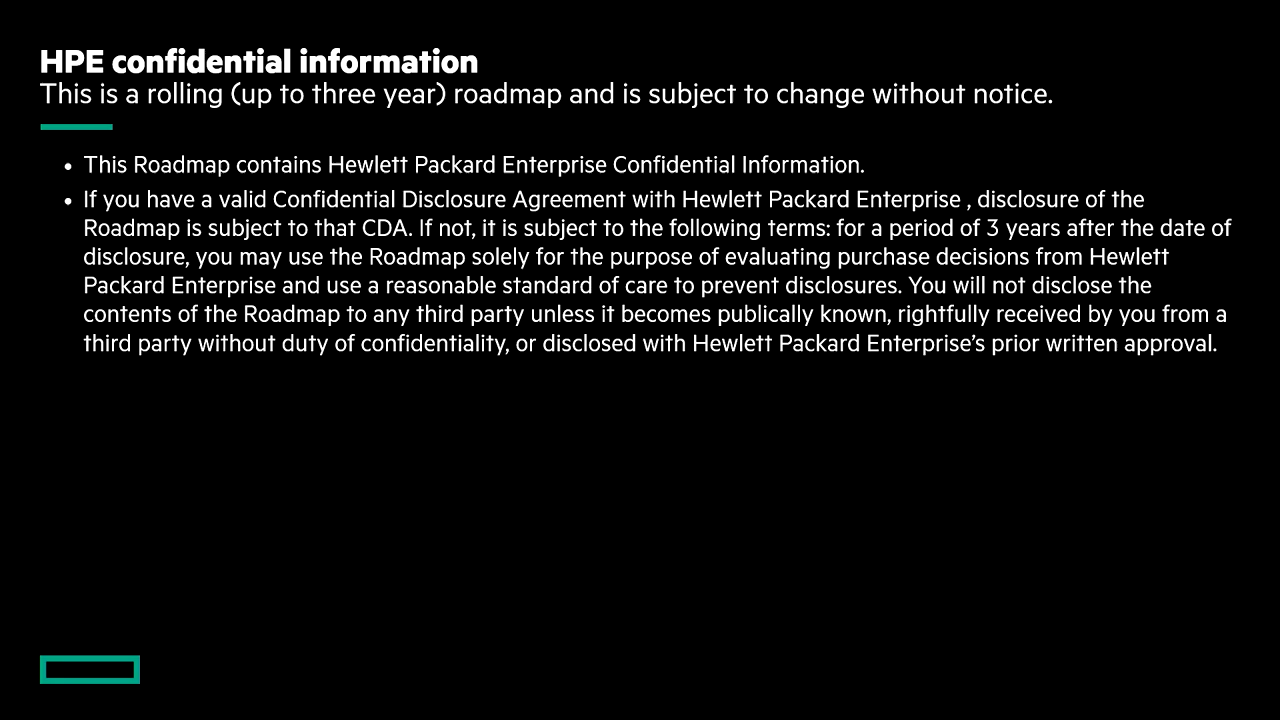 HPE confidential information
This is a rolling (up to three year) roadmap and is subject to change without notice.
• This Roadmap contains Hewlett Packard Enterprise Confidential Information.
• If you have a valid Confidential Disclosure Agreement with Hewlett Packard Enterprise , disclosure of the
Roadmap is subject to that CDA. If not, it is subject to the following terms: for a period of 3 years after the date of
disclosure, you may use the Roadmap solely for the purpose of evaluating purchase decisions from Hewlett
Packard Enterprise and use a reasonable standard of care to prevent disclosures. You will not disclose the
contents of the Roadmap to any third party unless it becomes publically known, rightfully received by you from a
third party without duty of confidentiality, or disclosed with Hewlett Packard Enterprise’s prior written approval.